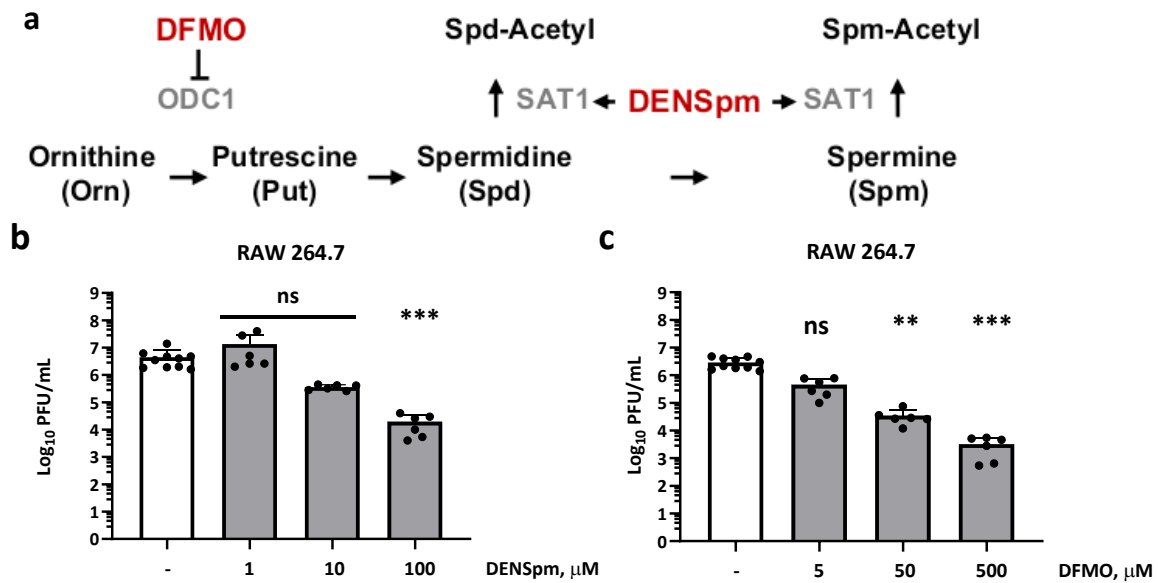 a
DFMO Spd-Acetyl Spm-Acetyl
ODC1 SAT1 DENSpm SAT1
Ornithine Putrescine Spermidine Spermine
(Orn) (Put) (Spd) (Spm)
b
RAW 264.7
Log10 PFU/mL
9
8
7
6
5
4
3
2
1
0
ns
***
- 1 10 100 DENSpm, μM
c
RAW 264.7
Log10 PFU/mL
9
8
7
6
5
4
3
2
1
0
ns
**
***
- 5 50 500 DFMO, μM